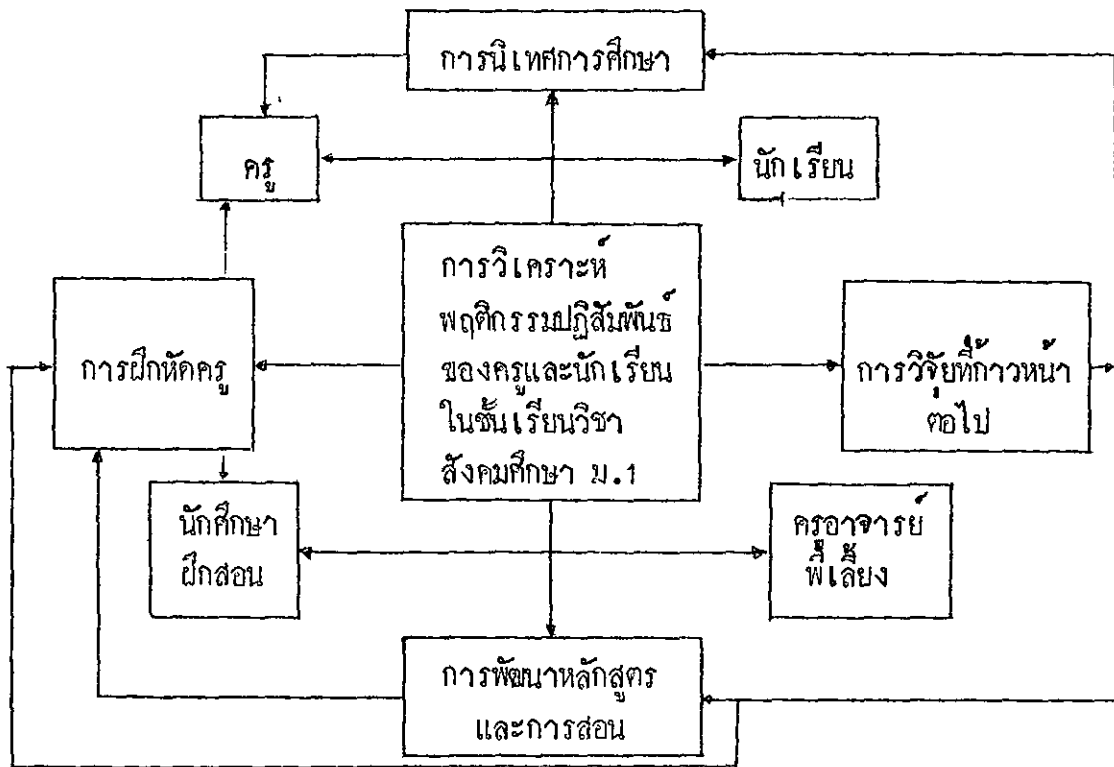 การนิเทศการศึกษา
ครู
นักเรียน
การวิเคราะห์
พฤติกรรมปฏิสัมพันธ์
ของครูและนักเรียน
ในชั้นเรียนวิชา
สังคมศึกษา ม.1
การฝึกหัดครู
การวิจัยที่ก้าวหน้า
ต่อไป
นักศึกษา
ฝึกสอน
ครูอาจารย์
พี่เลี้ยง
การพัฒนาหลักสูตร
และการสอน